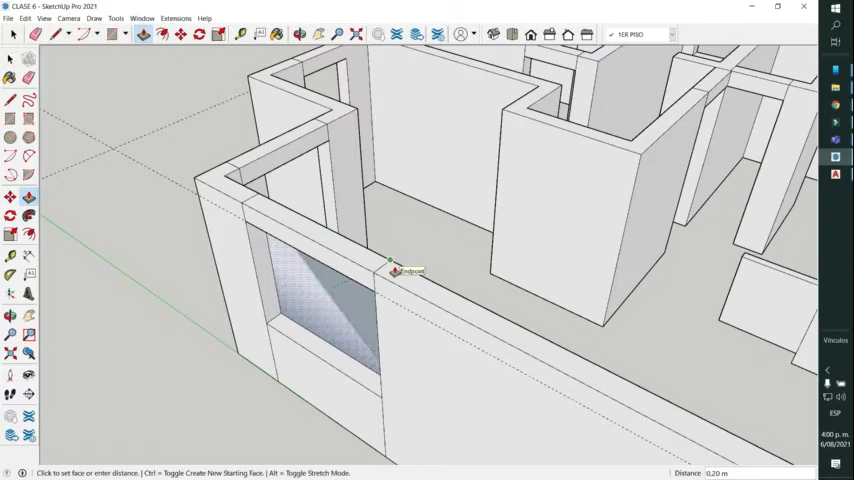 CLASE 6 - SketchUp Pro 2021
File Edit View Camera Draw Tools Window Extensions Help
1ER PISO
Endpoint
Vínculos
ESP
4:00 p. m.
6/08/2021
Click to set face or enter distance. | Ctrl = Toggle Create New Starting Face. | Alt = Toggle Stretch Mode.
Distance 0,20 m